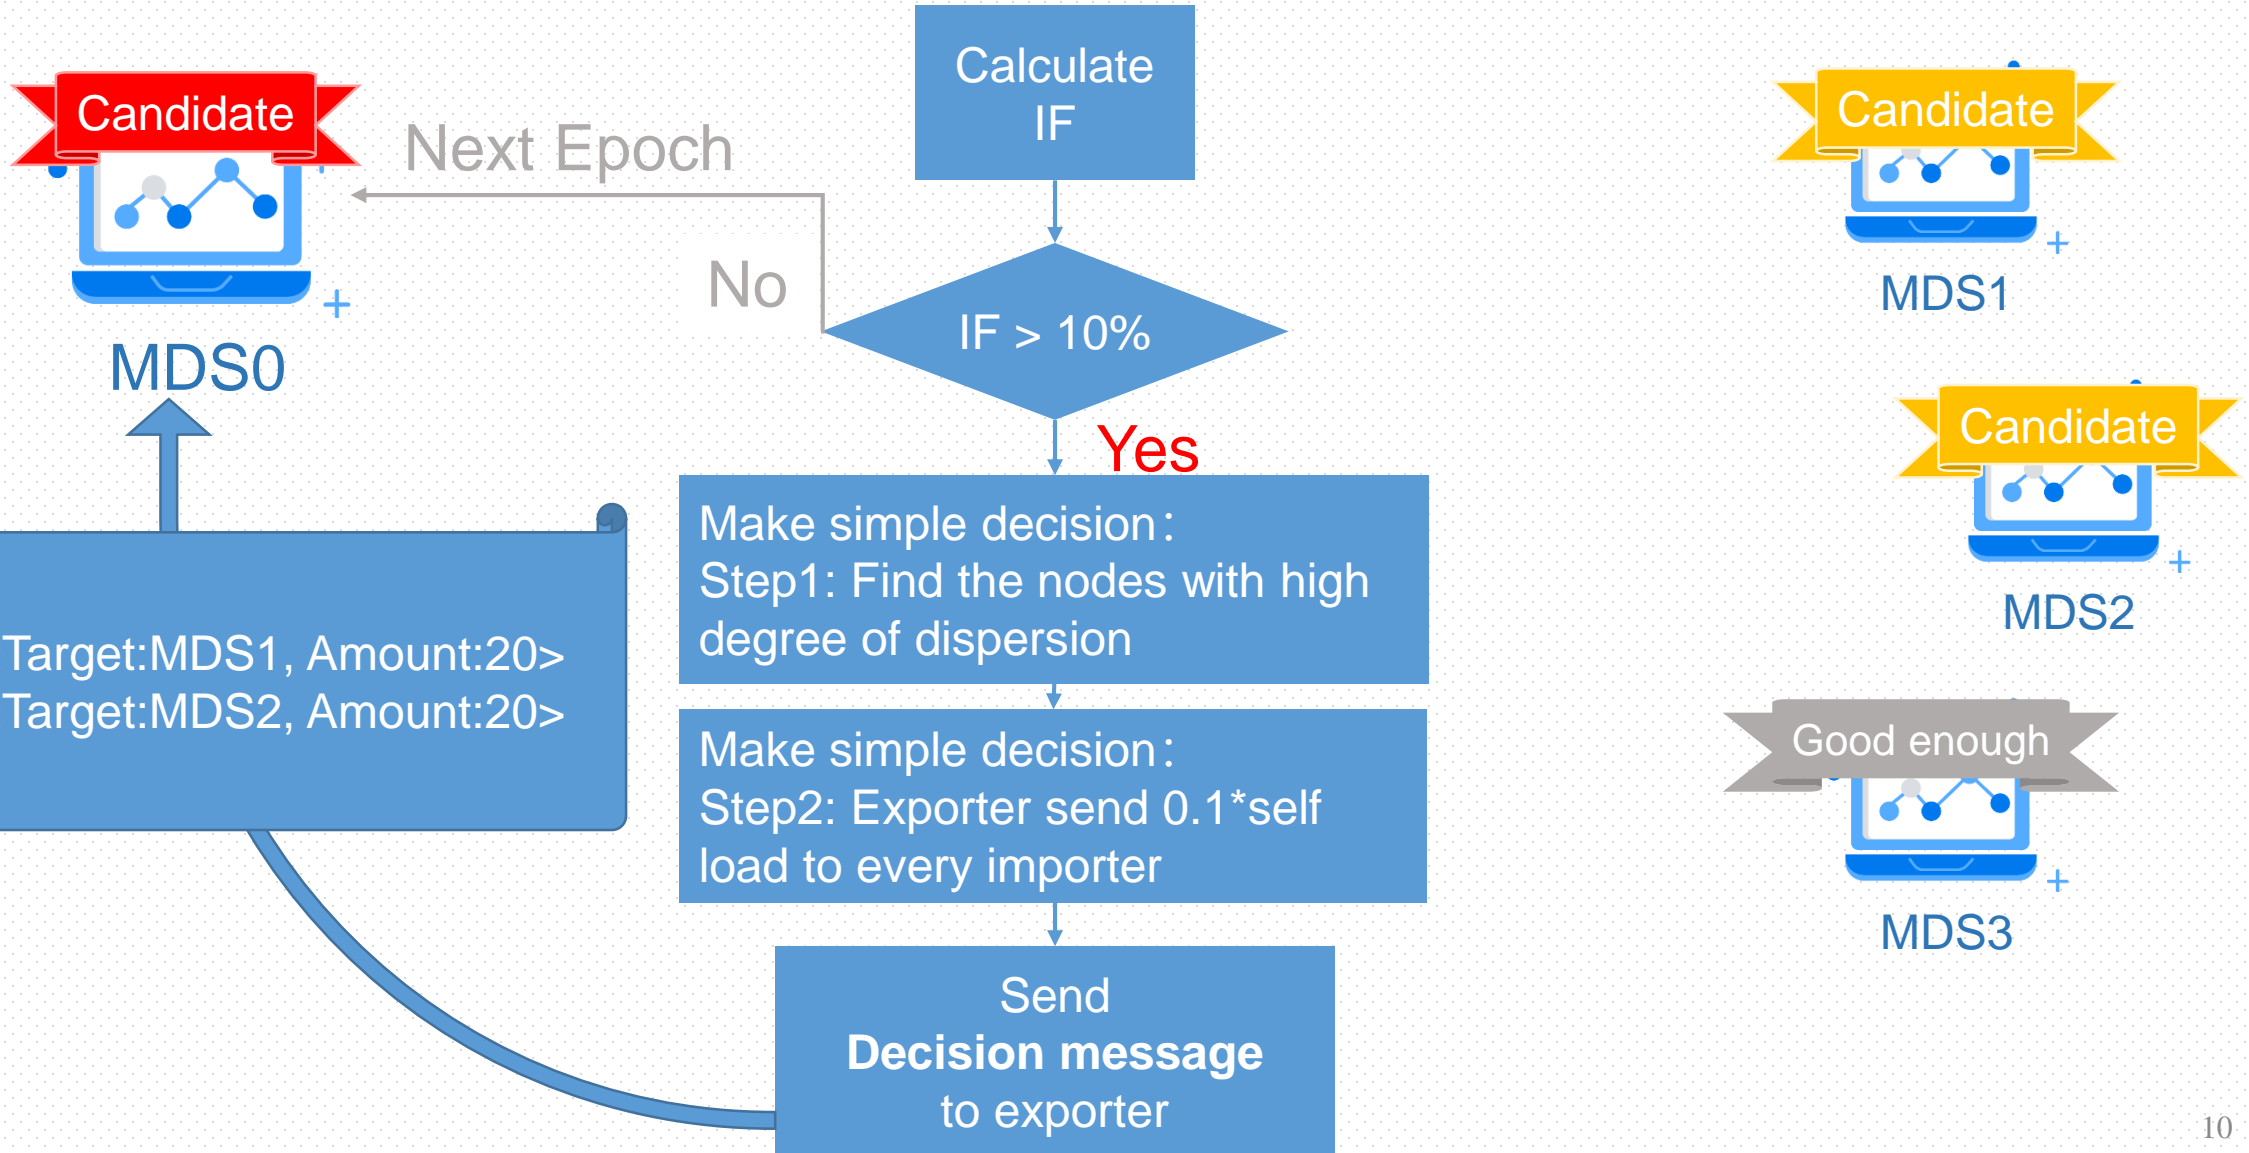 Calculate
IF
Candidate
Next Epoch
MDS0
No
IF > 10%
Yes
Make simple decision：
Step1: Find the nodes with high
degree of dispersion
Target:MDS1, Amount:20>
Target:MDS2, Amount:20>
Make simple decision：
Step2: Exporter send 0.1*self
load to every importer
Send
Decision message
to exporter
Candidate
MDS1
Candidate
MDS2
Good enough
MDS3
10